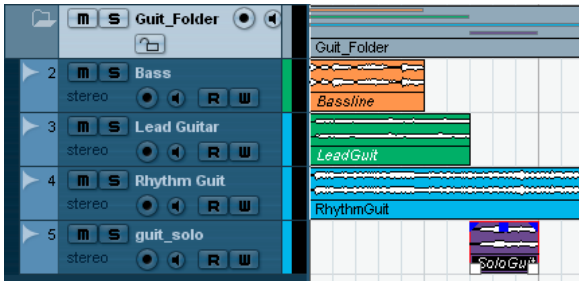 m S Guit_Folder
Guit_Folder
2 m S Bass
stereo R W
Bassline
3 m S Lead Guitar
stereo R W
LeadGuit
4 m S Rhythm Guit
stereo R W
RhythmGuit
5 m S guit_solo
stereo R W
SoloGuit